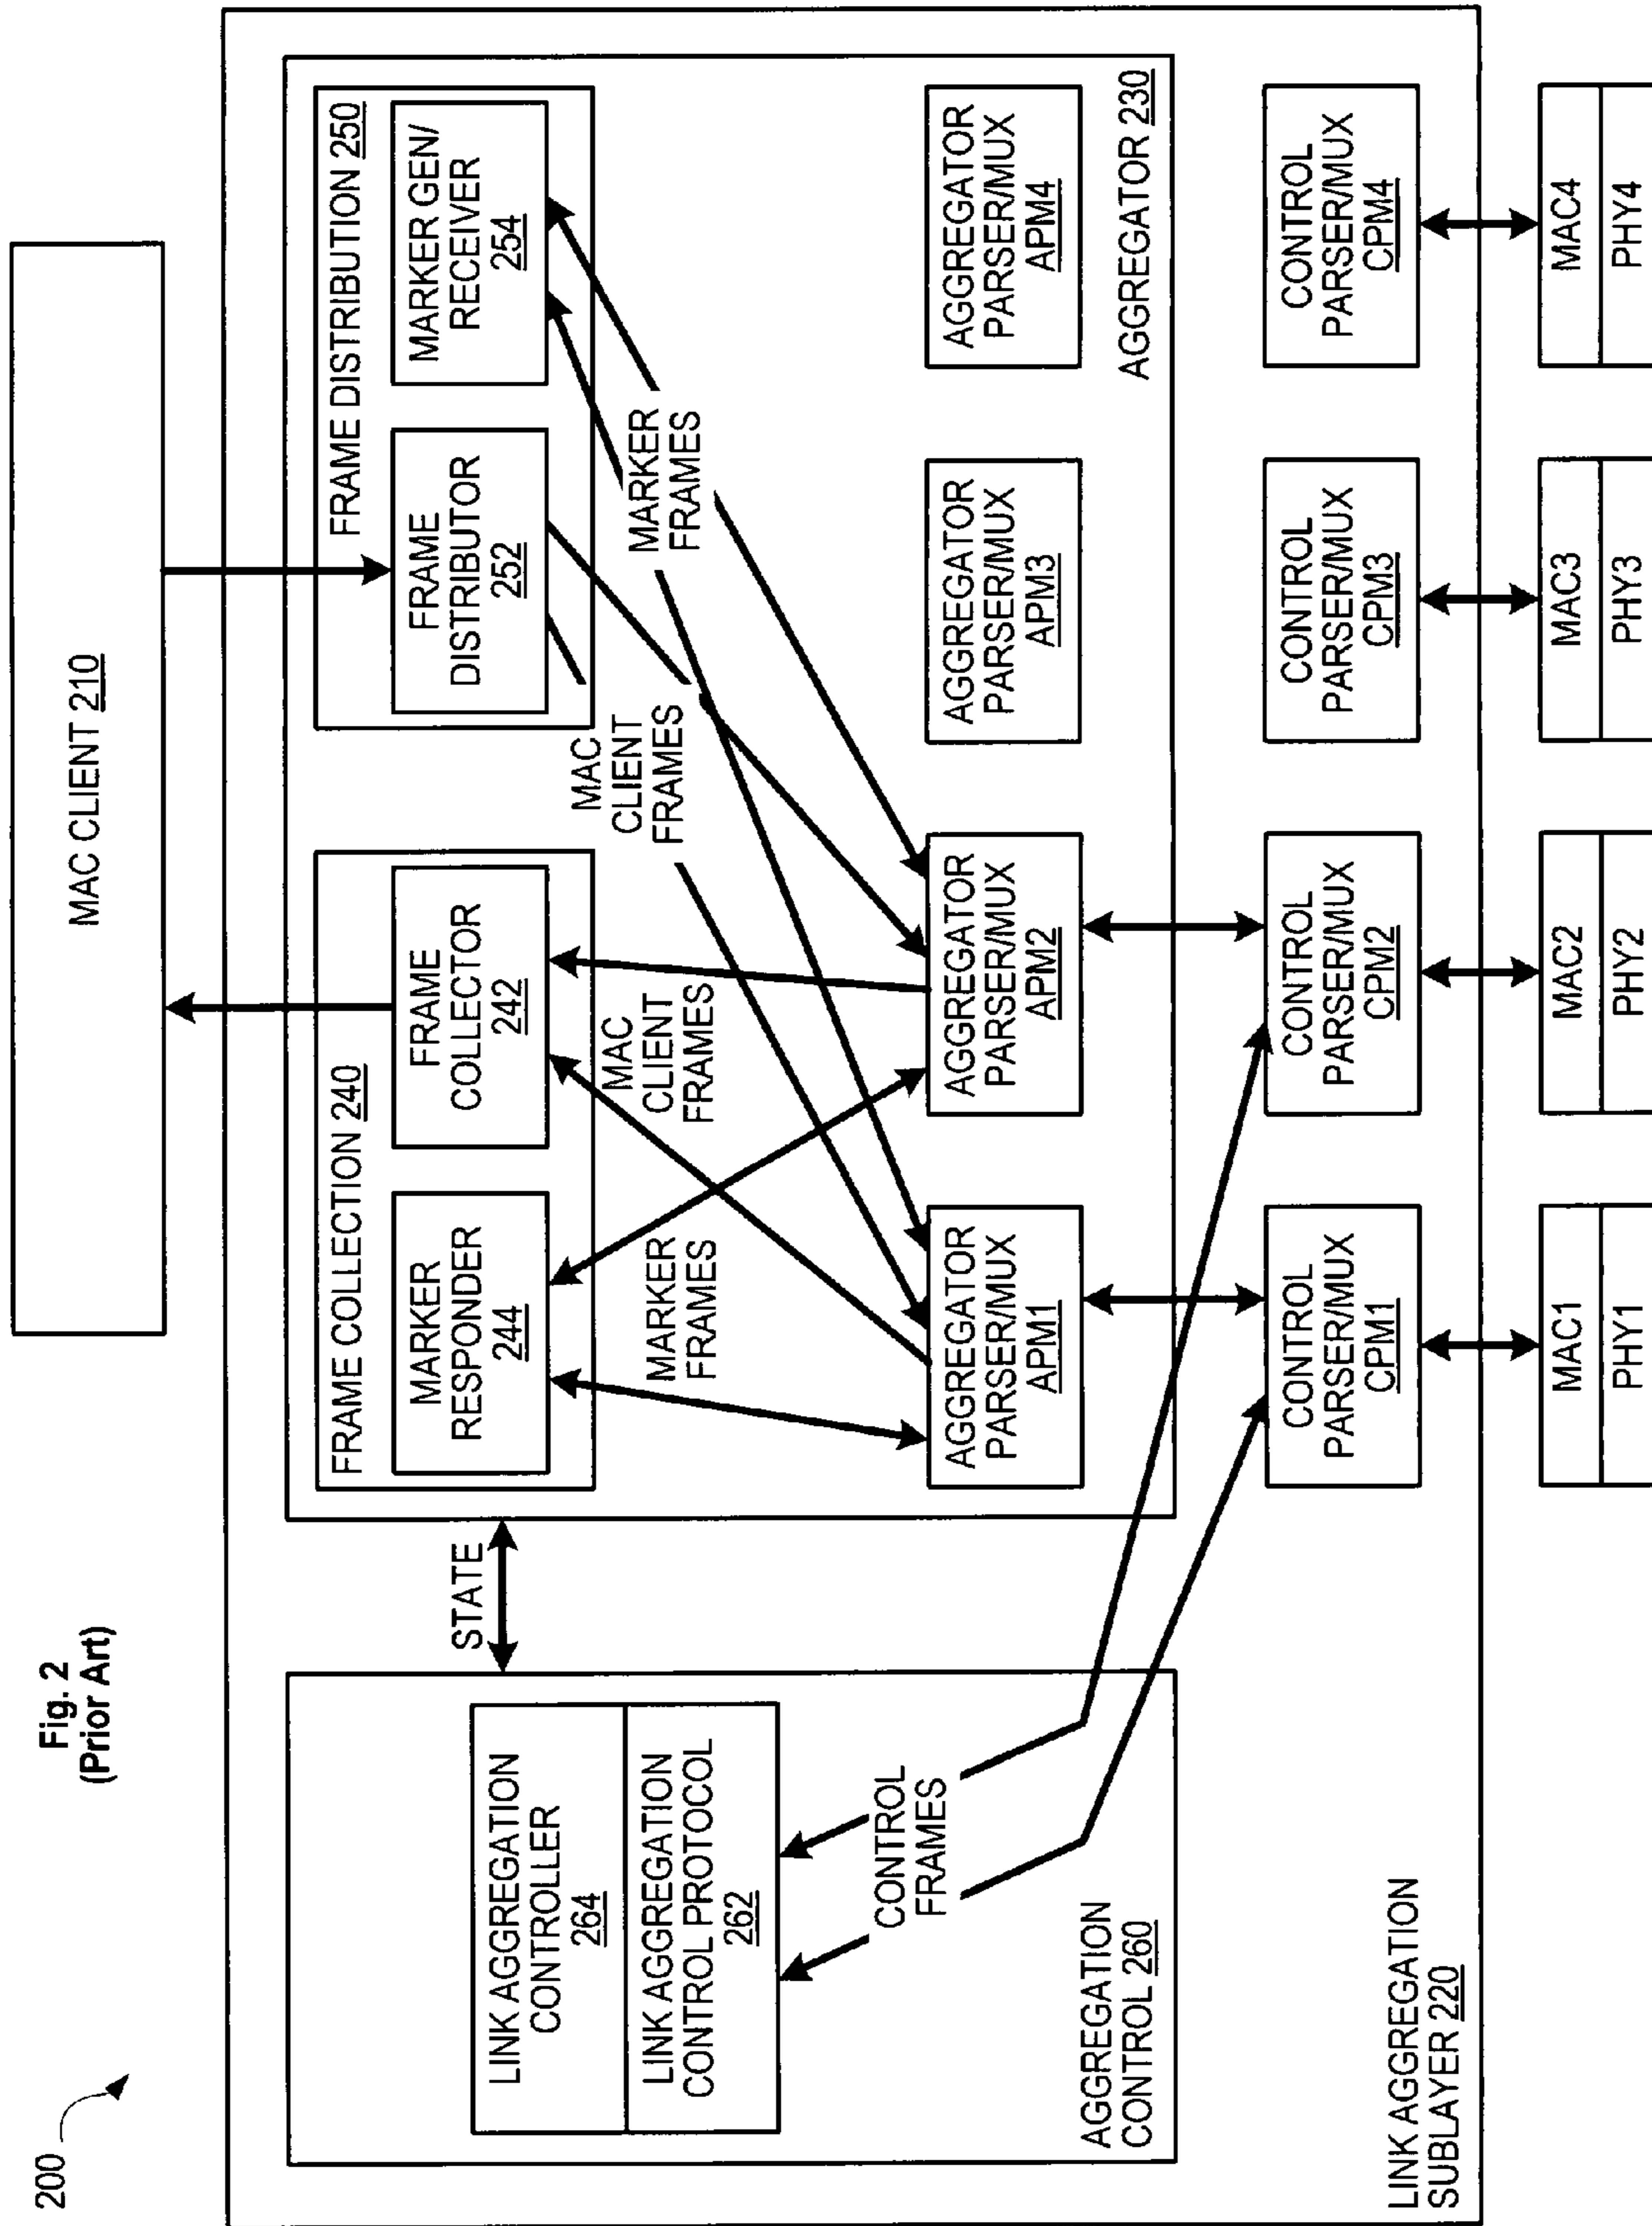 200
Fig. 2
(Prior Art)
MAC CLIENT 210
FRAME COLLECTION 240
MARKER
RESPONDER
244
FRAME
COLLECTOR
242
FRAME DISTRIBUTION 250
FRAME
DISTRIBUTOR
252
MARKER GEN/
RECEIVER
254
STATE
LINK AGGREGATION
CONTROLLER
264
LINK AGGREGATION
CONTROL PROTOCOL
262
CONTROL
FRAMES
AGGREGATION
CONTROL 260
MARKER
FRAMES
MAC
CLIENT
FRAMES
MAC
CLIENT
FRAMES
MARKER
FRAMES
AGGREGATOR
PARSER/MUX
APM1
AGGREGATOR
PARSER/MUX
APM2
AGGREGATOR
PARSER/MUX
APM3
AGGREGATOR
PARSER/MUX
APM4
AGGREGATOR 230
CONTROL
PARSER/MUX
CPM1
CONTROL
PARSER/MUX
CPM2
CONTROL
PARSER/MUX
CPM3
CONTROL
PARSER/MUX
CPM4
LINK AGGREGATION
SUBLAYER 220
MAC1
PHY1
MAC2
PHY2
MAC3
PHY3
MAC4
PHY4